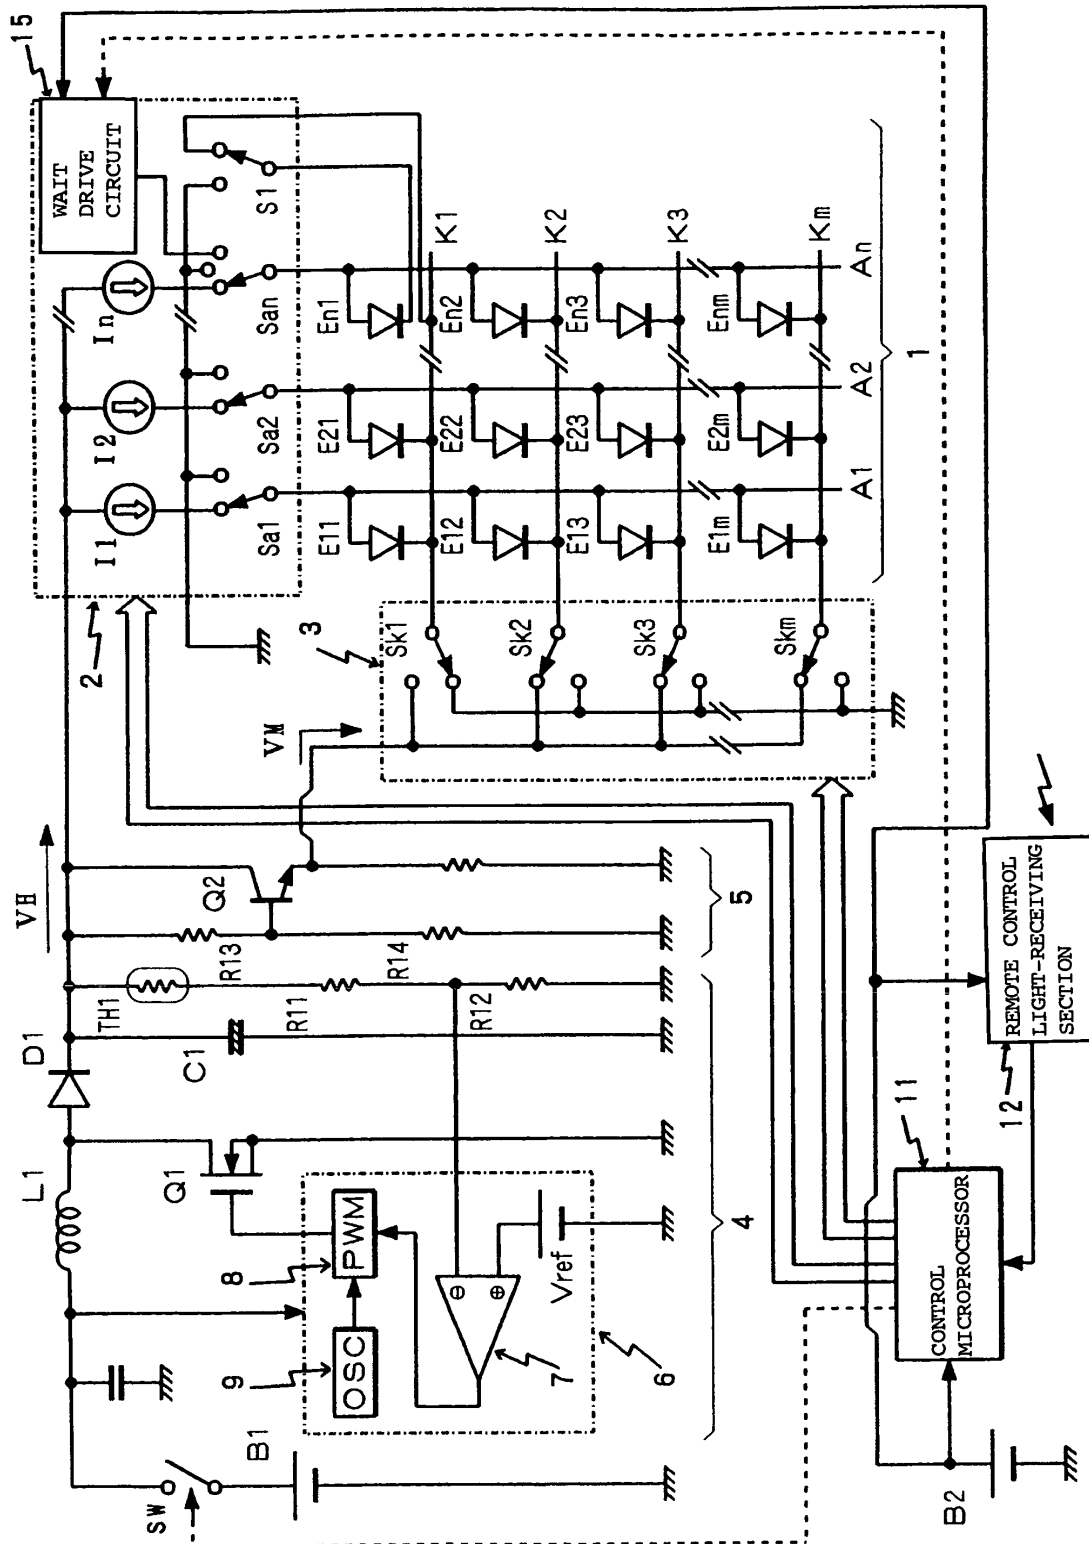 SW
L1
D1
VH
B1
9
OSC
8
PWM
Q1
7
Vref
6
C1
TH1
R11
R12
R13
R14
Q2
4
5
VM
2
I1
I2
In
WAIT
DRIVE
CIRCUIT
15
Sa1
Sa2
San
S1
3
Sk1
Sk2
Sk3
Skm
E11
E21
En1
K1
E12
E22
En2
K2
E13
E23
En3
K3
E1m
E2m
Enm
Km
A1
A2
An
1
B2
CONTROL
MICROPROCESSOR
11
12
REMOTE CONTROL
LIGHT-RECEIVING
SECTION